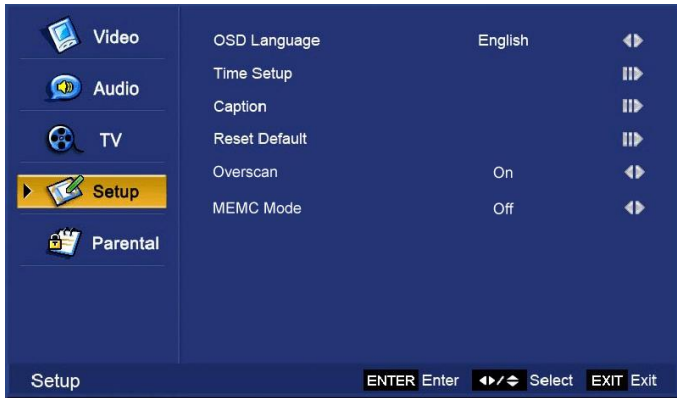 Video
Audio
TV
Setup
Parental
OSD Language English
Time Setup
Caption
Reset Default
Overscan On
MEMC Mode Off
Setup ENTER Enter Select EXIT Exit